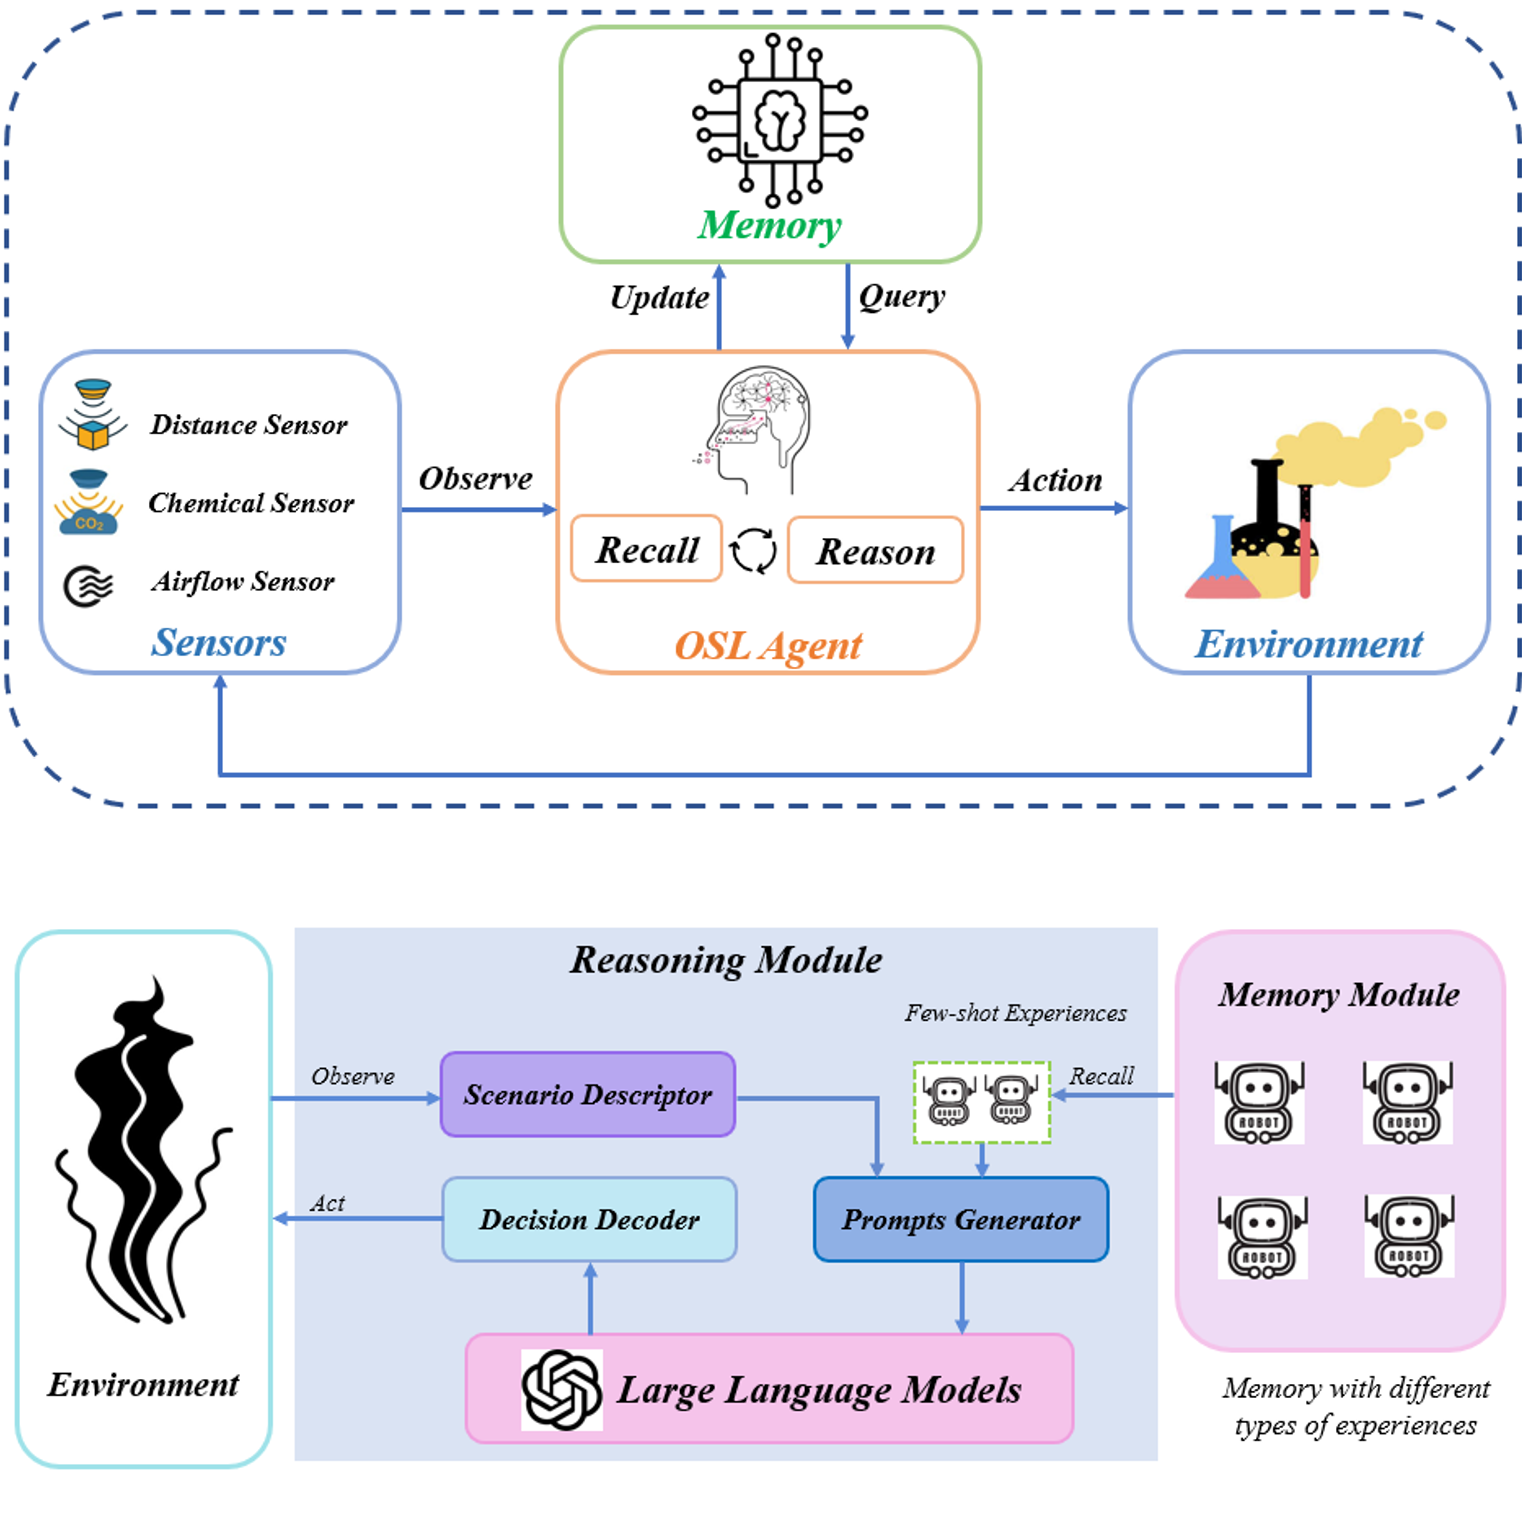 Memory
Update
Query
Distance Sensor
Chemical Sensor
CO2
Airflow Sensor
Sensors
Observe
Recall
Reason
OSL Agent
Action
Environment
Reasoning Module
Few-shot Experiences
Observe
Scenario Descriptor
ROBOT
ROBOT
Recall
Act
Decision Decoder
Prompts Generator
Large Language Models
Environment
Memory Module
ROBOT
ROBOT
ROBOT
ROBOT
Memory with different
types of experiences